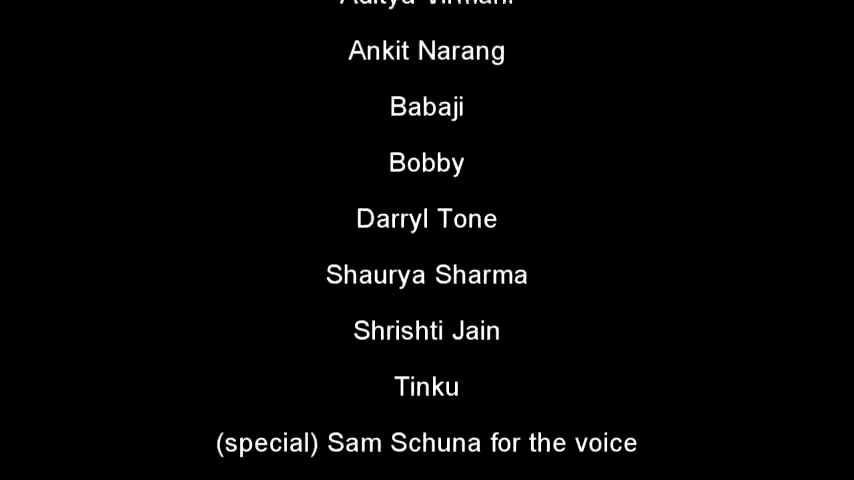 Ankit Narang
Babaji
Bobby
Darryl Tone
Shaurya Sharma
Shrishti Jain
Tinku
(special) Sam Schuna for the voice